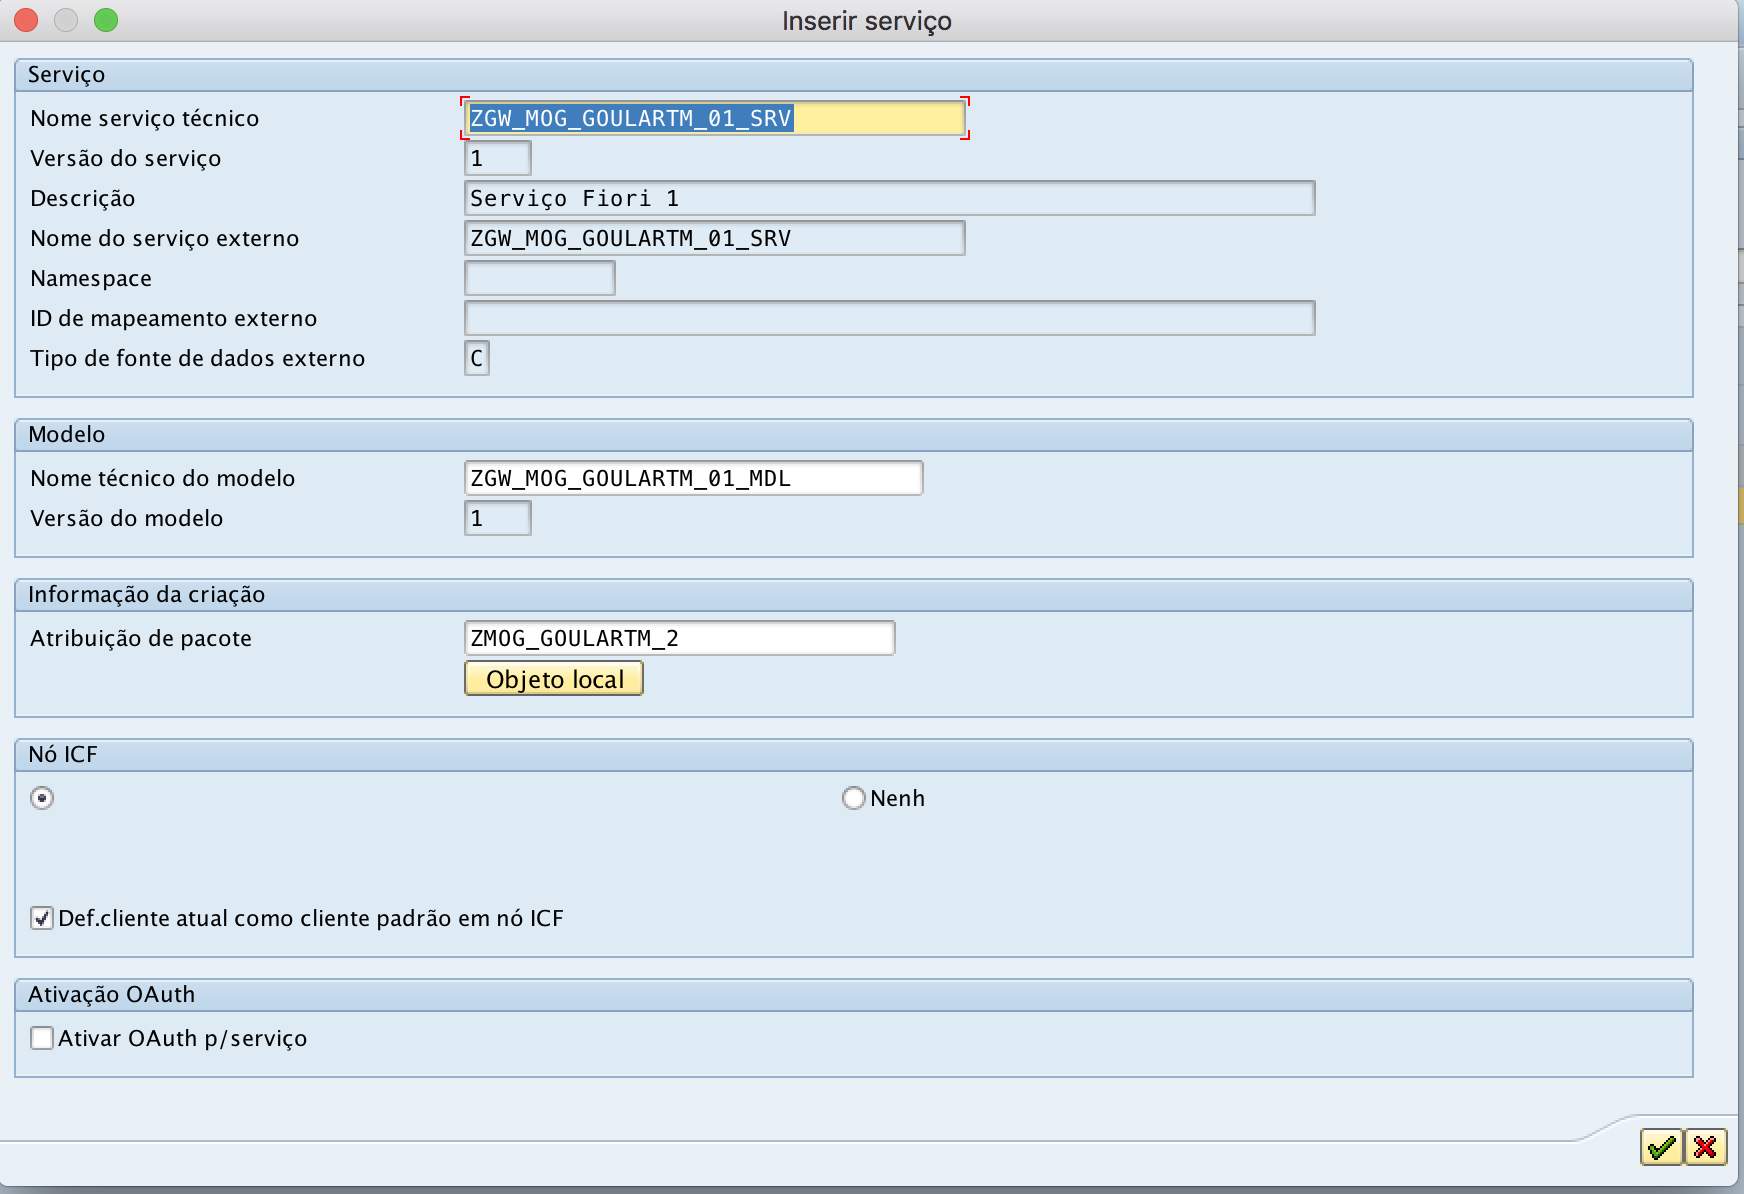 Inserir serviço
Serviço
Nome serviço técnico ZGW_MOG_GOULARTM_01_SRV
Versão do serviço 1
Descrição Serviço Fiori 1
Nome do serviço externo ZGW_MOG_GOULARTM_01_SRV
Namespace
ID de mapeamento externo
Tipo de fonte de dados externo C
Modelo
Nome técnico do modelo ZGW_MOG_GOULARTM_01_MDL
Versão do modelo 1
Informação da criação
Atribuição de pacote ZMOG_GOULARTM_2
Objeto local
Nó ICF
Nenh
Def.cliente atual como cliente padrão em nó ICF
Ativação OAuth
Ativar OAuth p/serviço